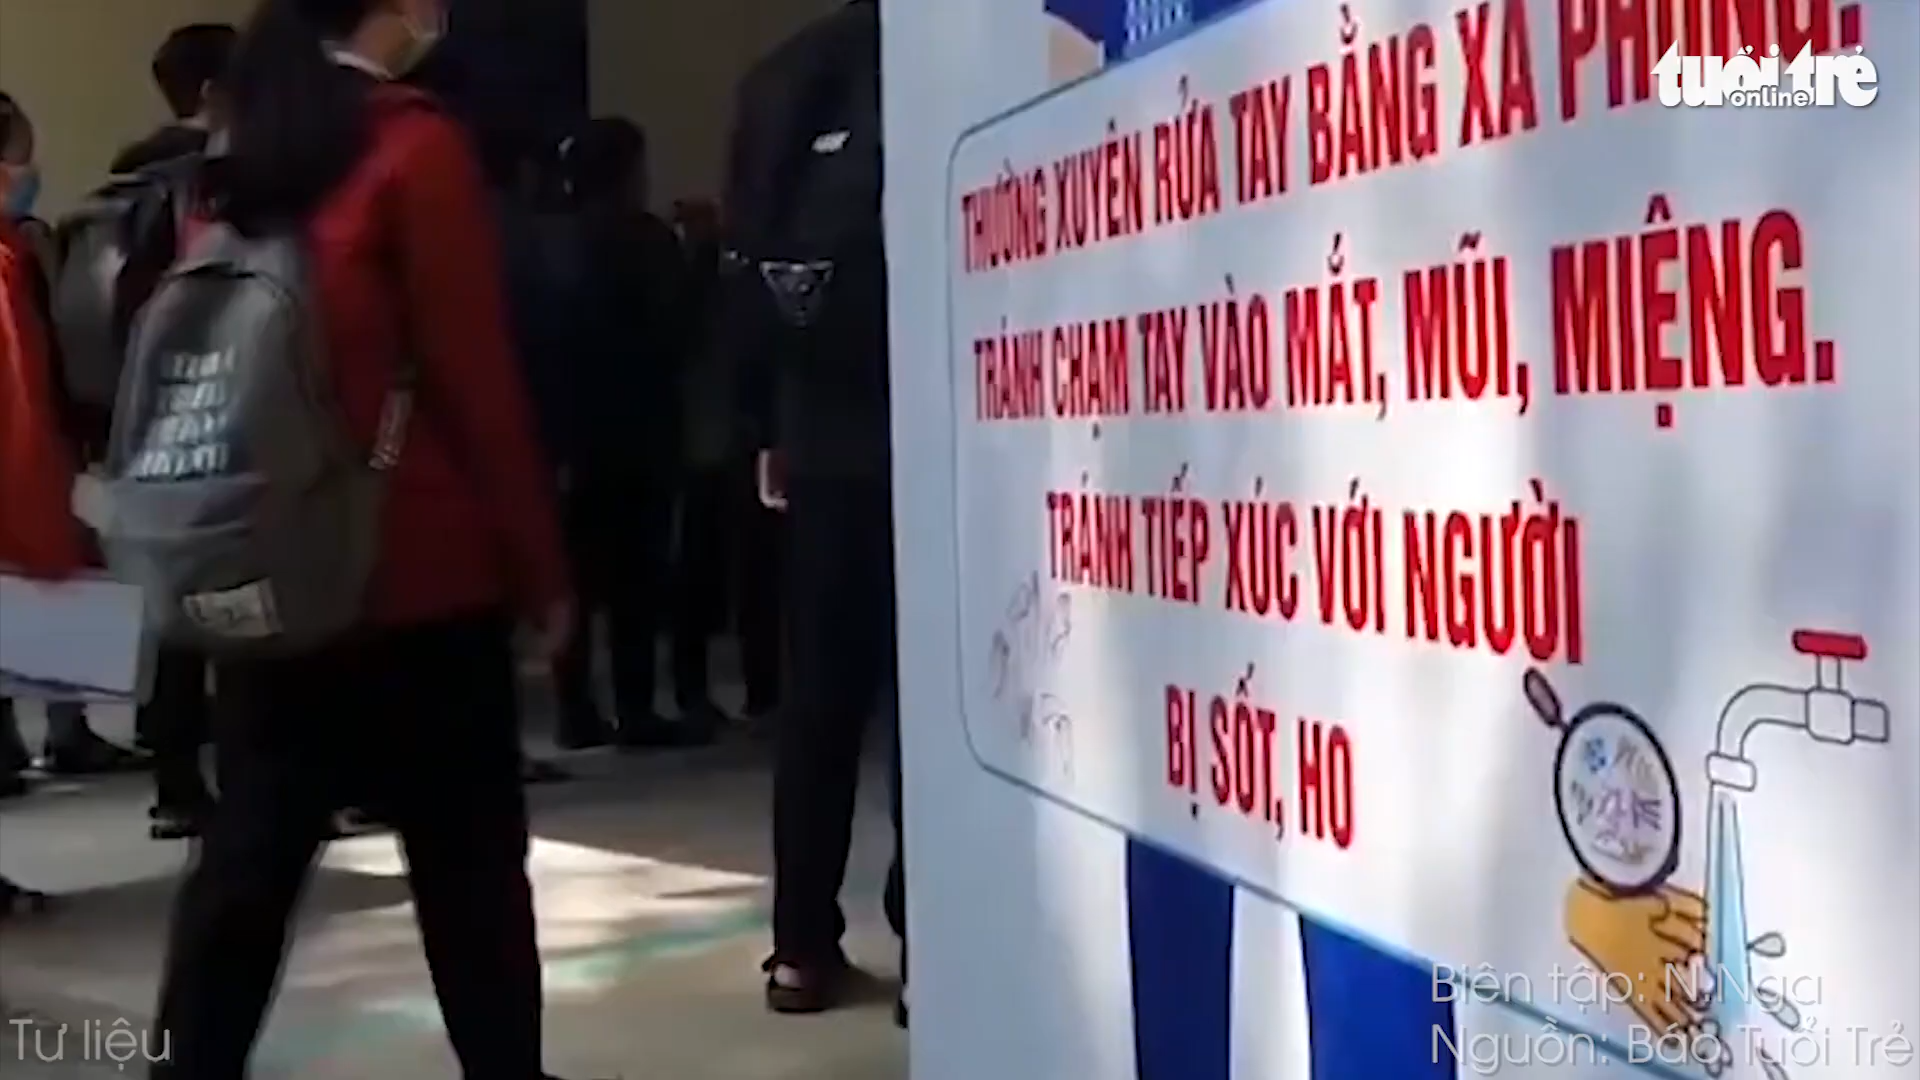 tuổi trẻ
online
THƯỜNG XUYÊN RỬA TAY BẰNG XÀ PHÒNG.
TRÁNH CHẠM TAY VÀO MẮT, MŨI, MIỆNG.
TRÁNH TIẾP XÚC VỚI NGƯỜI
BỊ SỐT, HO
Biên tập: N.Nga
Nguồn: Báo Tuổi Trẻ
Tư liệu